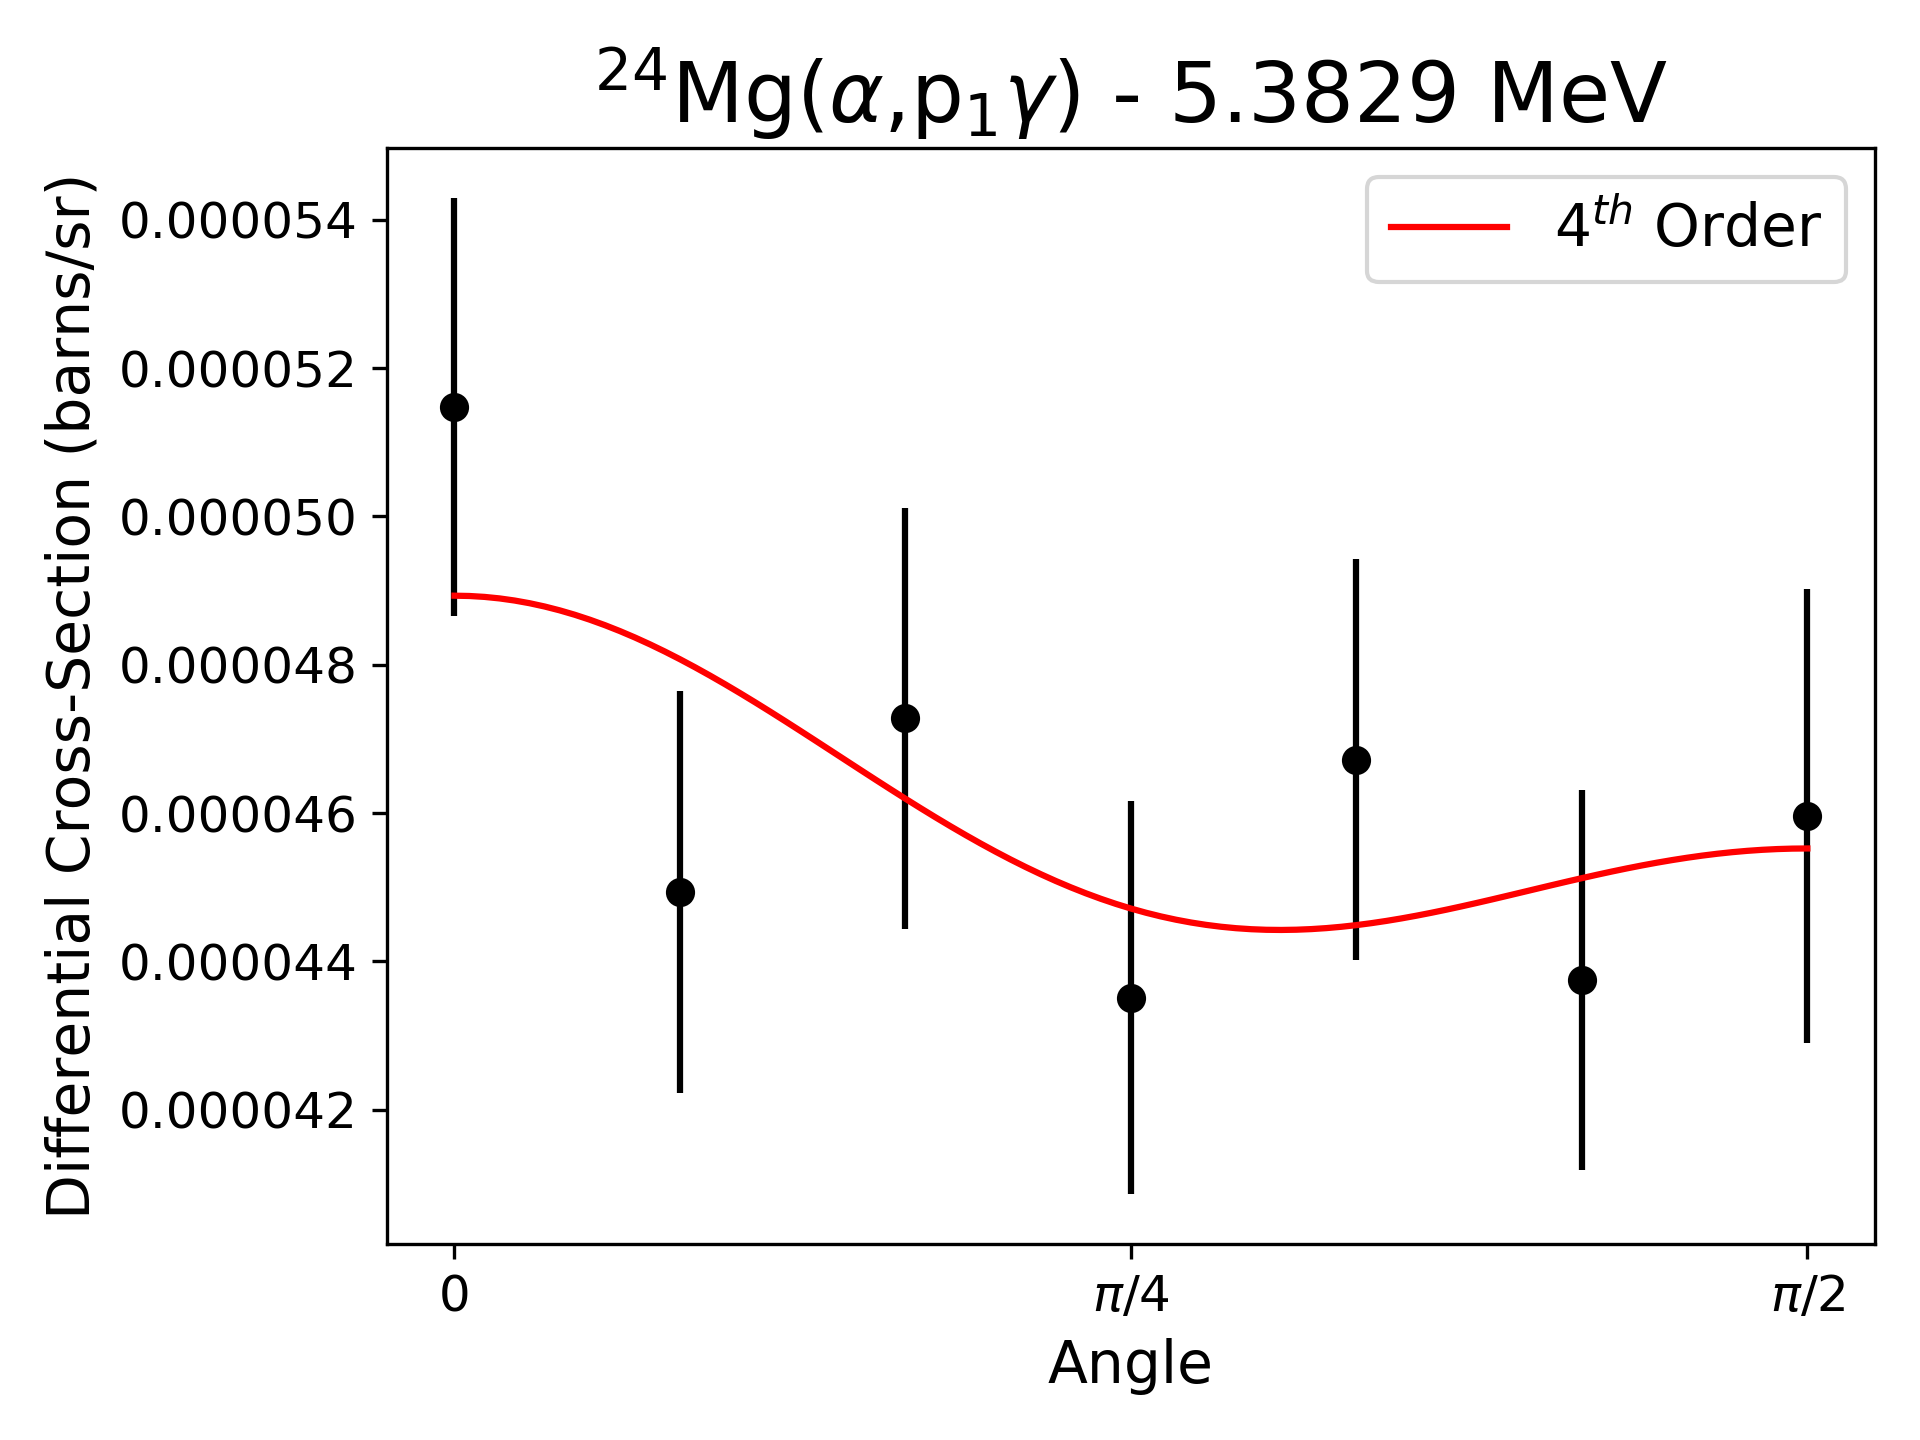 ²⁴Mg(α,p₁γ) - 5.3829 MeV
4ᵗʰ Order
Differential Cross-Section (barns/sr)
0.000054
0.000052
0.000050
0.000048
0.000046
0.000044
0.000042
0
π/4
π/2
Angle